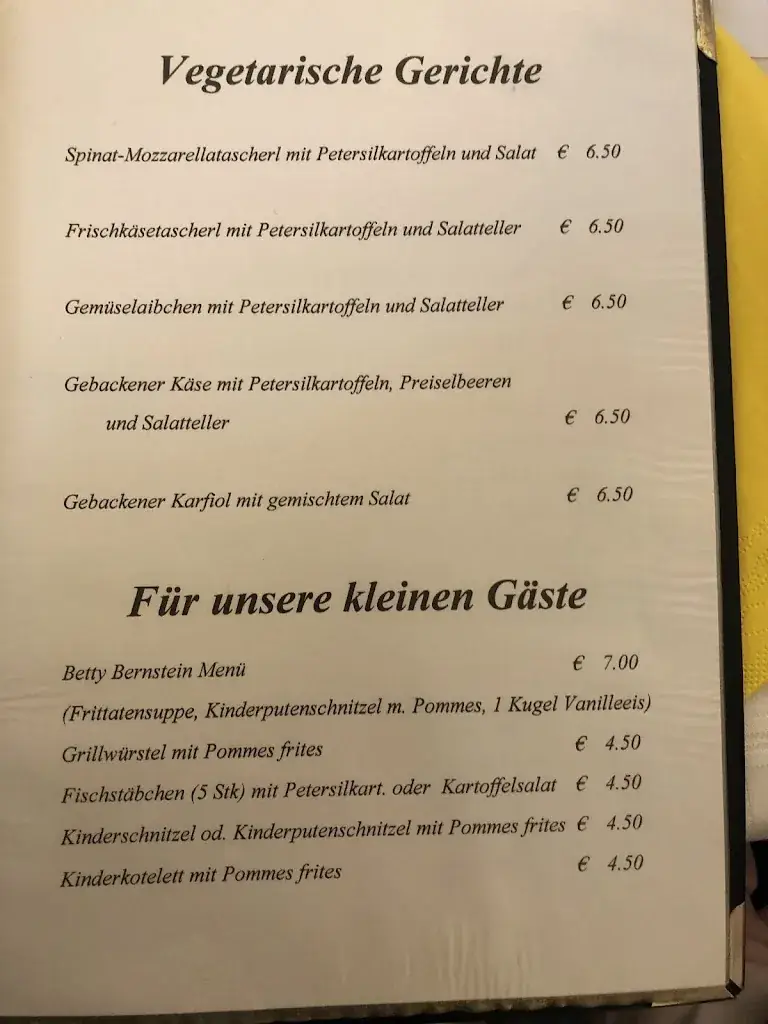 Vegetarische Gerichte
Spinat-Mozzarellatascherl mit Petersilkartoffeln und Salat € 6.50
Frischkäsetascherl mit Petersilkartoffeln und Salatteller € 6.50
Gemüselaibchen mit Petersilkartoffeln und Salatteller € 6.50
Gebackener Käse mit Petersilkartoffeln, Preiselbeeren
und Salatteller € 6.50
Gebackener Karfiol mit gemischtem Salat € 6.50
Für unsere kleinen Gäste
Betty Bernstein Menü € 7.00
(Frittatensuppe, Kinderputenschnitzel m. Pommes, 1 Kugel Vanilleeis)
Grillwürstel mit Pommes frites € 4.50
Fischstäbchen (5 Stk) mit Petersilkart. oder Kartoffelsalat € 4.50
Kinderschnitzel od. Kinderputenschnitzel mit Pommes frites € 4.50
Kinderkotelett mit Pommes frites € 4.50